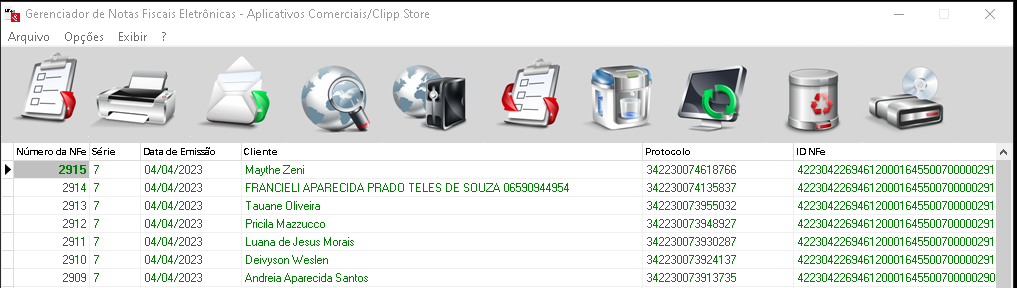 Gerenciador de Notas Fiscais Eletrônicas - Aplicativos Comerciais/Clipp Store
Arquivo Opções Exibir ?
Número da NFe Série Data de Emissão Cliente Protocolo ID NFe
2915 7 04/04/2023 Maythe Zeni 342230074618766 422304226946120001645500700000291
2914 7 04/04/2023 FRANCIELI APARECIDA PRADO TELES DE SOUZA 06590944954 342230074135837 422304226946120001645500700000291
2913 7 04/04/2023 Tauane Oliveira 342230073955032 422304226946120001645500700000291
2912 7 04/04/2023 Pricila Mazzucco 342230073948927 422304226946120001645500700000291
2911 7 04/04/2023 Luana de Jesus Morais 342230073930287 422304226946120001645500700000291
2910 7 04/04/2023 Deivyson Weslen 342230073924137 422304226946120001645500700000291
2909 7 04/04/2023 Andreia Aparecida Santos 342230073913735 422304226946120001645500700000290